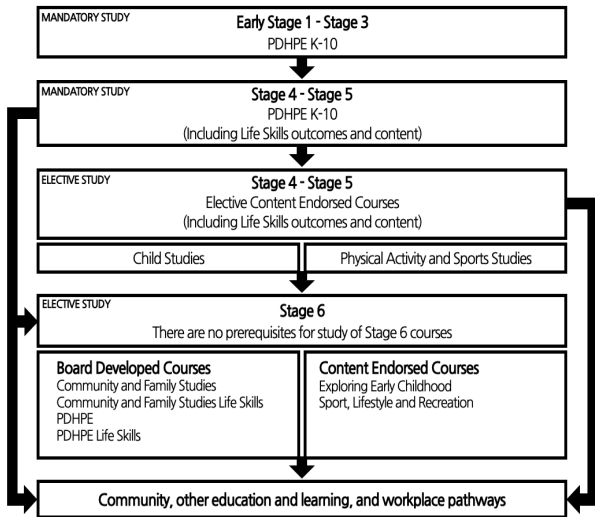 MANDATORY STUDY
Early Stage 1 - Stage 3
PDHPE K-10
MANDATORY STUDY
Stage 4 - Stage 5
PDHPE K-10
(Including Life Skills outcomes and content)
ELECTIVE STUDY
Stage 4 - Stage 5
Elective Content Endorsed Courses
(Including Life Skills outcomes and content)
Child Studies
Physical Activity and Sports Studies
ELECTIVE STUDY
Stage 6
There are no prerequisites for study of Stage 6 courses
Board Developed Courses
Community and Family Studies
Community and Family Studies Life Skills
PDHPE
PDHPE Life Skills
Content Endorsed Courses
Exploring Early Childhood
Sport, Lifestyle and Recreation
Community, other education and learning, and workplace pathways